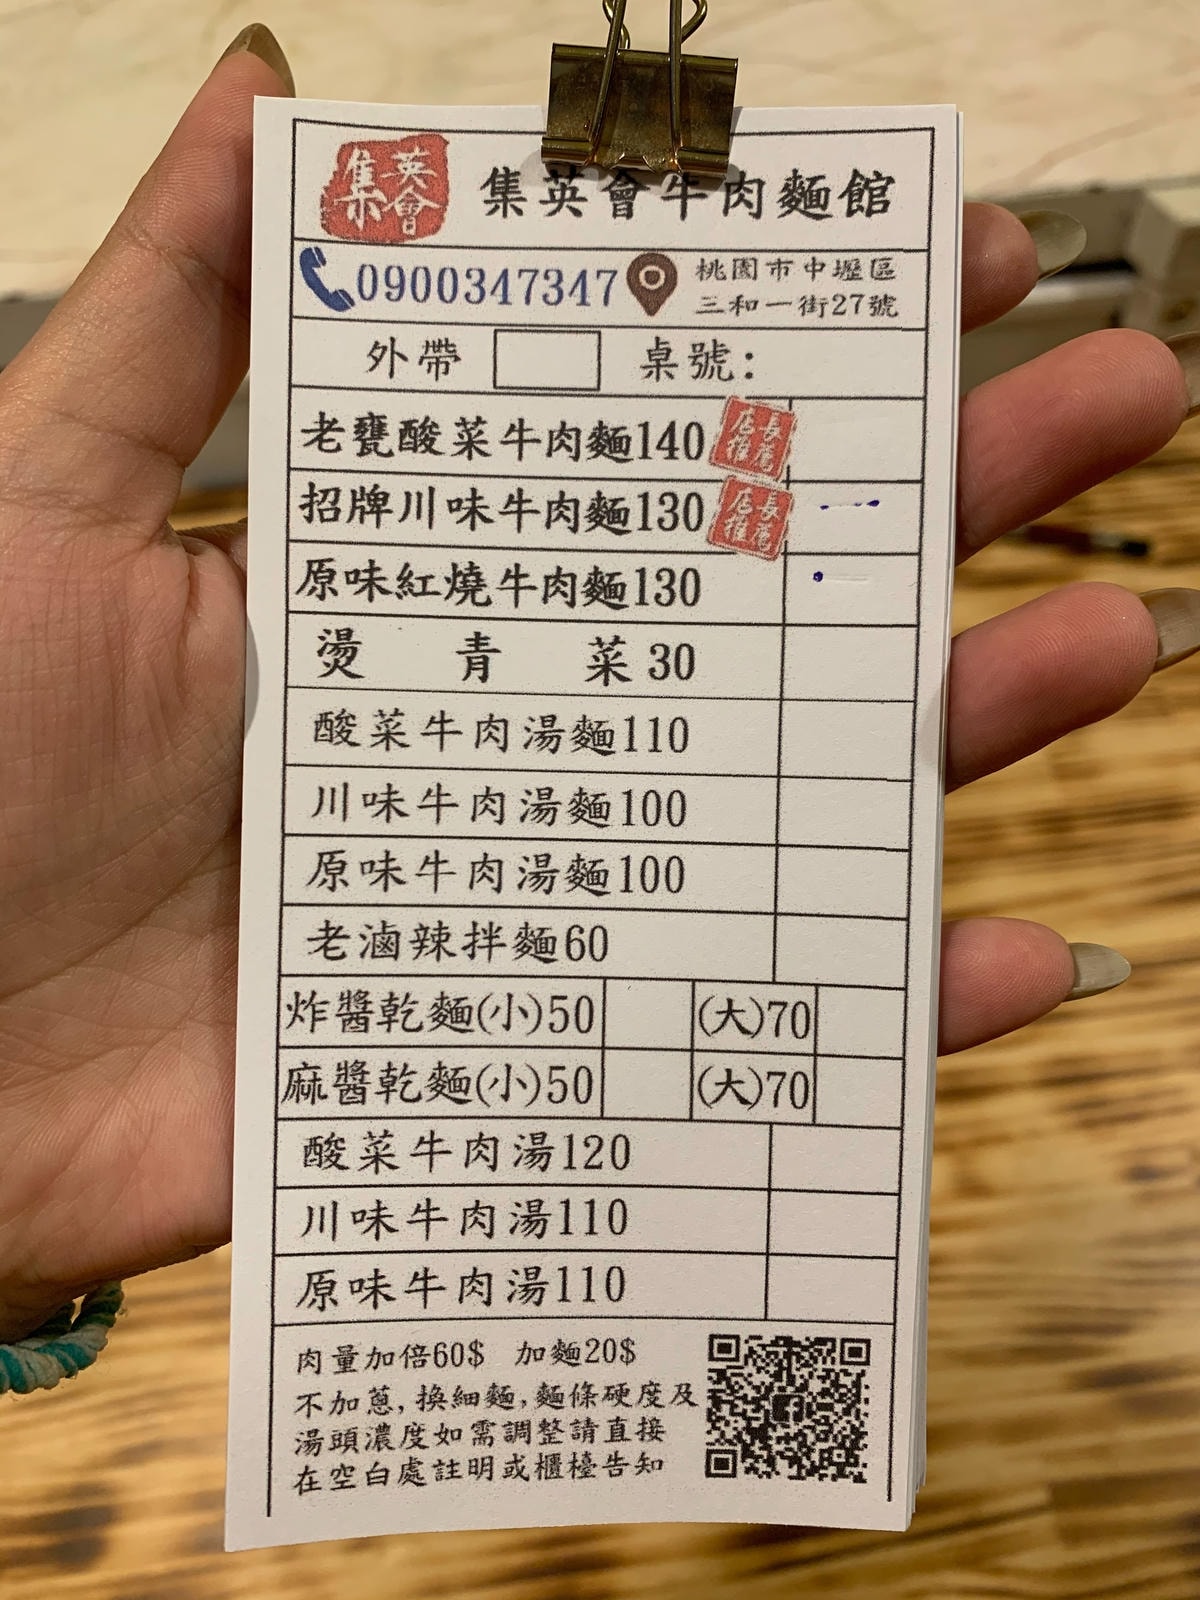 集英會
集英會牛肉麵館
0900347347
桃園市中壢區
三和一街27號
外帶 桌號:
老甕酸菜牛肉麵140 店長推薦
招牌川味牛肉麵130 店長推薦
原味紅燒牛肉麵130
燙青菜30
酸菜牛肉湯麵110
川味牛肉湯麵100
原味牛肉湯麵100
老滷辣拌麵60
炸醬乾麵(小)50 (大)70
麻醬乾麵(小)50 (大)70
酸菜牛肉湯120
川味牛肉湯110
原味牛肉湯110
肉量加倍60$ 加麵20$
不加蔥,換細麵,麵條硬度及
湯頭濃度如需調整請直接
在空白處註明或櫃檯告知